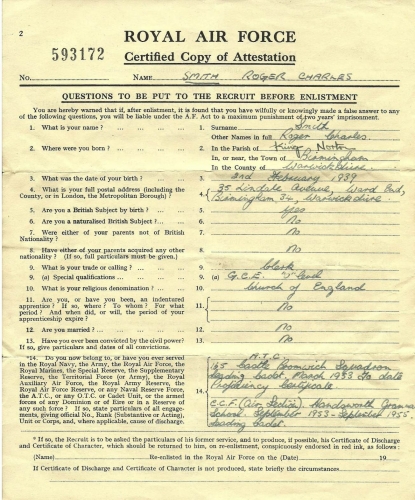 2
ROYAL AIR FORCE
593172
Certified Copy of Attestation
No. NAME SMITH ROGER CHARLES
QUESTIONS TO BE PUT TO THE RECRUIT BEFORE ENLISTMENT
You are hereby warned that if, after enlistment, it is found that you have wilfully or knowingly made a false answer to any of the following questions, you will be liable under the A.F. Act to a maximum punishment of two years' imprisonment.
1. What is your name ? 1. Surname Smith
Other Names in full Roger Charles
2. Where were you born ? 2. In the Parish of King's Norton
In, or near, the Town of Birmingham
In the County of Warwickshire
3. What was the date of your birth ? 3. 2nd February 1939
4. What is your full postal address (including the County, or in London, the Metropolitan Borough) ? 4. 35 Avenue, Ward End, Birmingham 34, Warwickshire.
5. Are you a British Subject by birth ? 5. Yes
6. Are you a naturalised British Subject ? 6. No
7. Were either of your parents not of British Nationality ? 7. No
8. Have either of your parents acquired any other nationality ? (If so, full particulars must be given). 8. No
9. What is your trade or calling ? 9. Clerk
9. (a) Special qualifications 9. (a) G.C.E. "O" Level
10. What is your religious denomination ? 10. Church of England
11. Are you, or have you been, an indentured apprentice ? If so, where ? To whom ? For what period ? And when did, or will, the period of your apprenticeship expire ? 11. No
12. Are you married ? 12. No
13. Have you ever been convicted by the civil power ? If so, give particulars and dates of all convictions. 13. No
*14. Do you now belong to, or have you ever served in, the Royal Navy, the Army, the Royal Air Force, the Royal Marines, the Special Reserve, the Supplementary Reserve, the Territorial Force (or Army), the Royal Auxiliary Air Force, the Royal Army Reserve, the Royal Air Force Reserve, or any Naval Reserve, the A.T.C., or any O.T.C. or Cadet Unit, or the armed forces of any Dominion or of Eire or in a Reserve of any such force ? If so, state particulars of all engagements, giving official No., Rank (Substantive or Acting), Unit or Corps, and, where applicable, cause of discharge.
14. A.T.C.
165 Castle Bromwich Squadron
Leading Cadet, March 1953 to date
Proficiency Certificate
C.C.F. (Air Section), Handsworth Grammar
School. September 1953 - September 1955.
Leading Cadet.
* If so, the Recruit is to be asked the particulars of his former service, and to produce, if possible, his Certificate of Discharge and Certificate of Character, which should be returned to him, on re-enlistment, conspicuously endorsed in red ink, as follows :
(Name) Re-enlisted in the Royal Air Force on the (Date) 19
If Certificate of Discharge and Certificate of Character is not produced, state briefly the circumstances